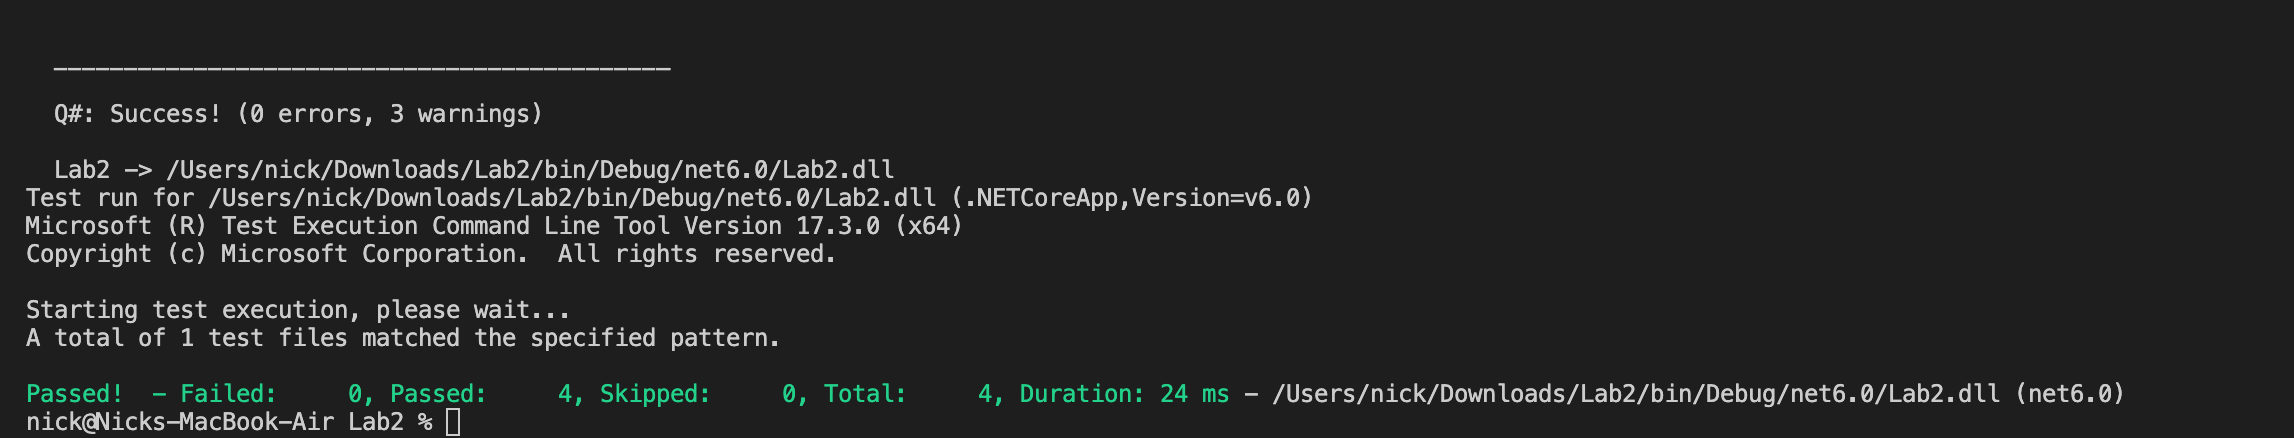 ____________________________________________
Q#: Success! (0 errors, 3 warnings)
Lab2 -> /Users/nick/Downloads/Lab2/bin/Debug/net6.0/Lab2.dll
Test run for /Users/nick/Downloads/Lab2/bin/Debug/net6.0/Lab2.dll (.NETCoreApp,Version=v6.0)
Microsoft (R) Test Execution Command Line Tool Version 17.3.0 (x64)
Copyright (c) Microsoft Corporation.  All rights reserved.
Starting test execution, please wait...
A total of 1 test files matched the specified pattern.
Passed!  - Failed:     0, Passed:     4, Skipped:     0, Total:     4, Duration: 24 ms - /Users/nick/Downloads/Lab2/bin/Debug/net6.0/Lab2.dll (net6.0)
nick@Nicks-MacBook-Air Lab2 %